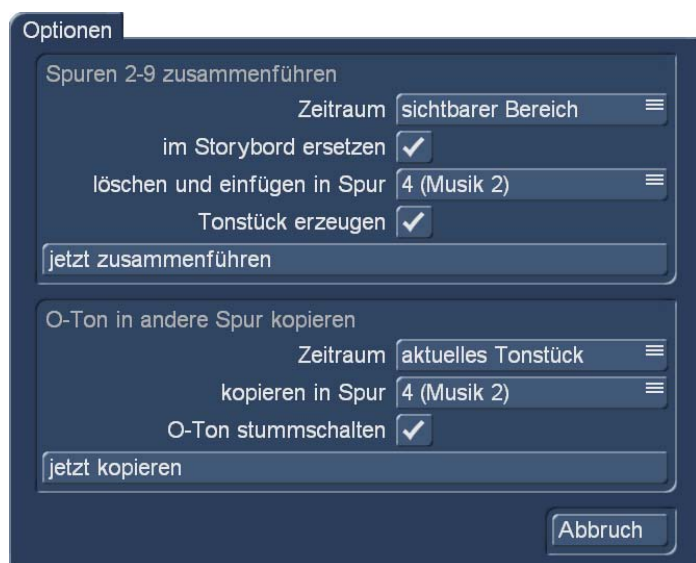 Optionen
Spuren 2-9 zusammenführen
Zeitraum sichtbarer Bereich
im Storybord ersetzen
löschen und einfügen in Spur 4 (Musik 2)
Tonstück erzeugen
jetzt zusammenführen
O-Ton in andere Spur kopieren
Zeitraum aktuelles Tonstück
kopieren in Spur 4 (Musik 2)
O-Ton stummschalten
jetzt kopieren
Abbruch